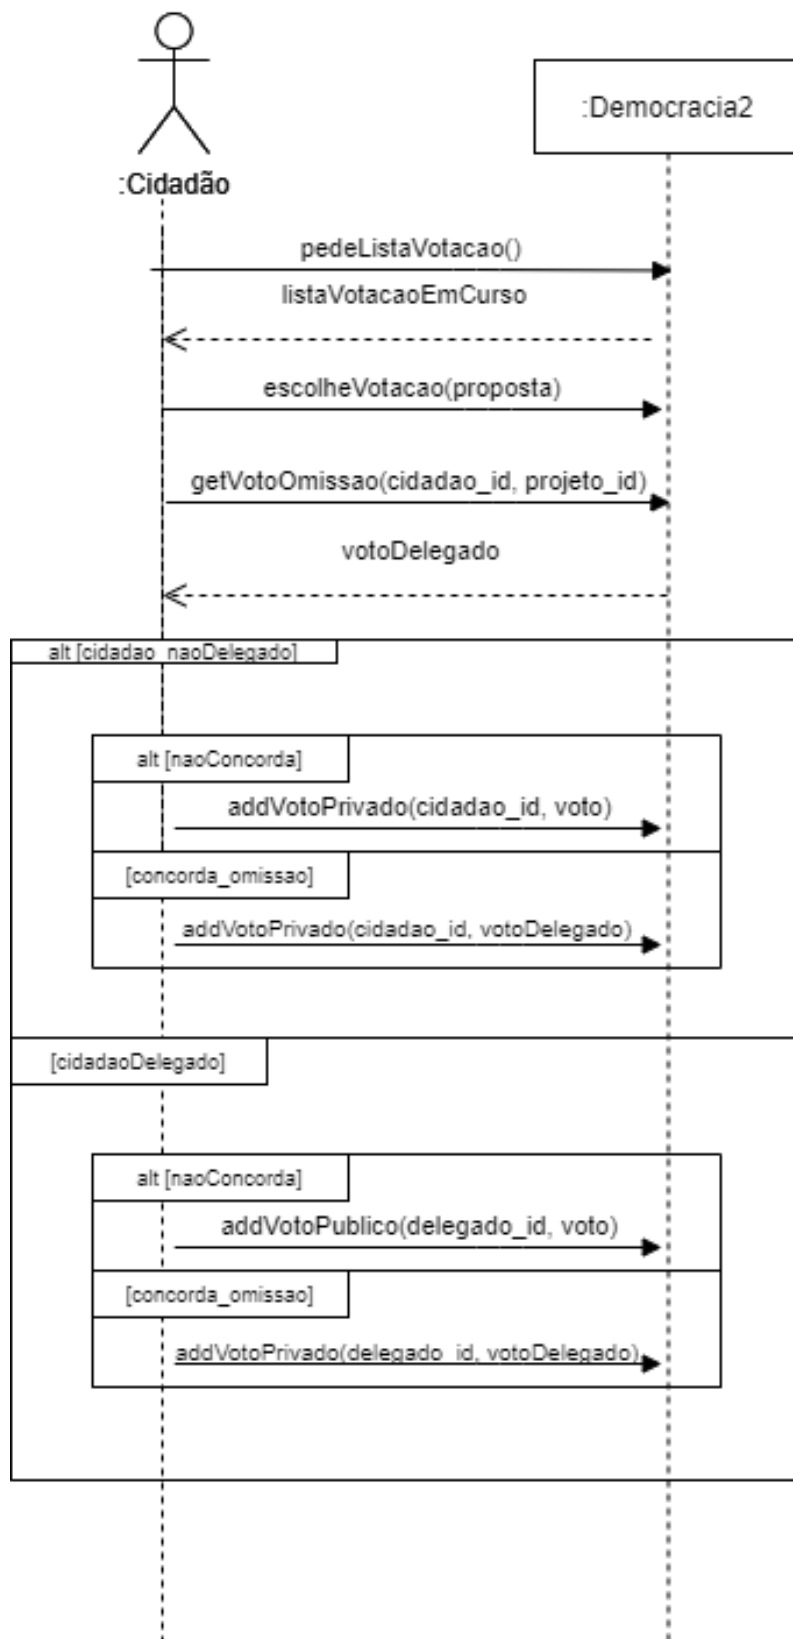 :Democracia2
:Cidadão
pedeListaVotacao()
listaVotacaoEmCurso
escolheVotacao(proposta)
getVotoOmissao(cidadao_id, projeto_id)
votoDelegado
alt [cidadao_naoDelegado]
alt [naoConcorda]
addVotoPrivado(cidadao_id, voto)
[concorda_omissao]
addVotoPrivado(cidadao_id, votoDelegado)
[cidadaoDelegado]
alt [naoConcorda]
addVotoPublico(delegado_id, voto)
[concorda_omissao]
addVotoPrivado(delegado_id, votoDelegado)